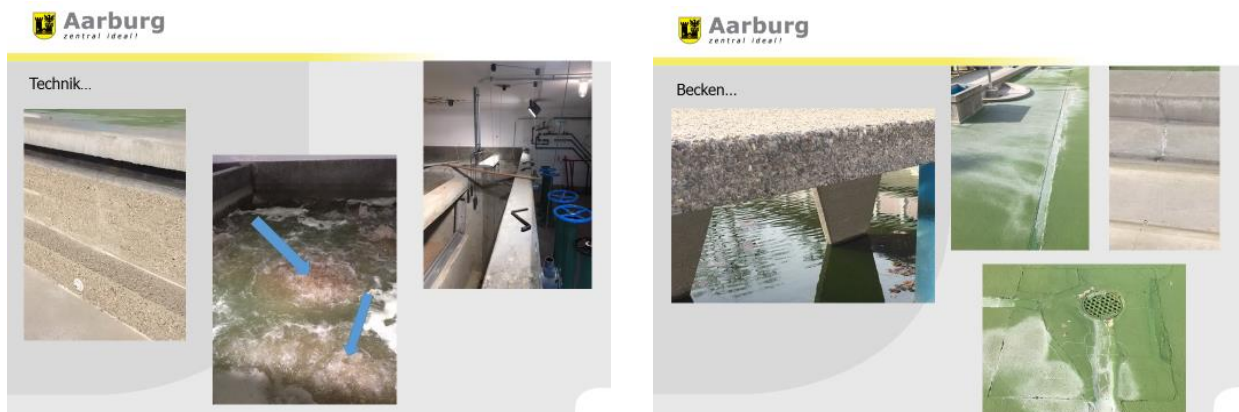 Aarburg
zentral ideal!
Technik...
Aarburg
zentral ideal!
Becken...